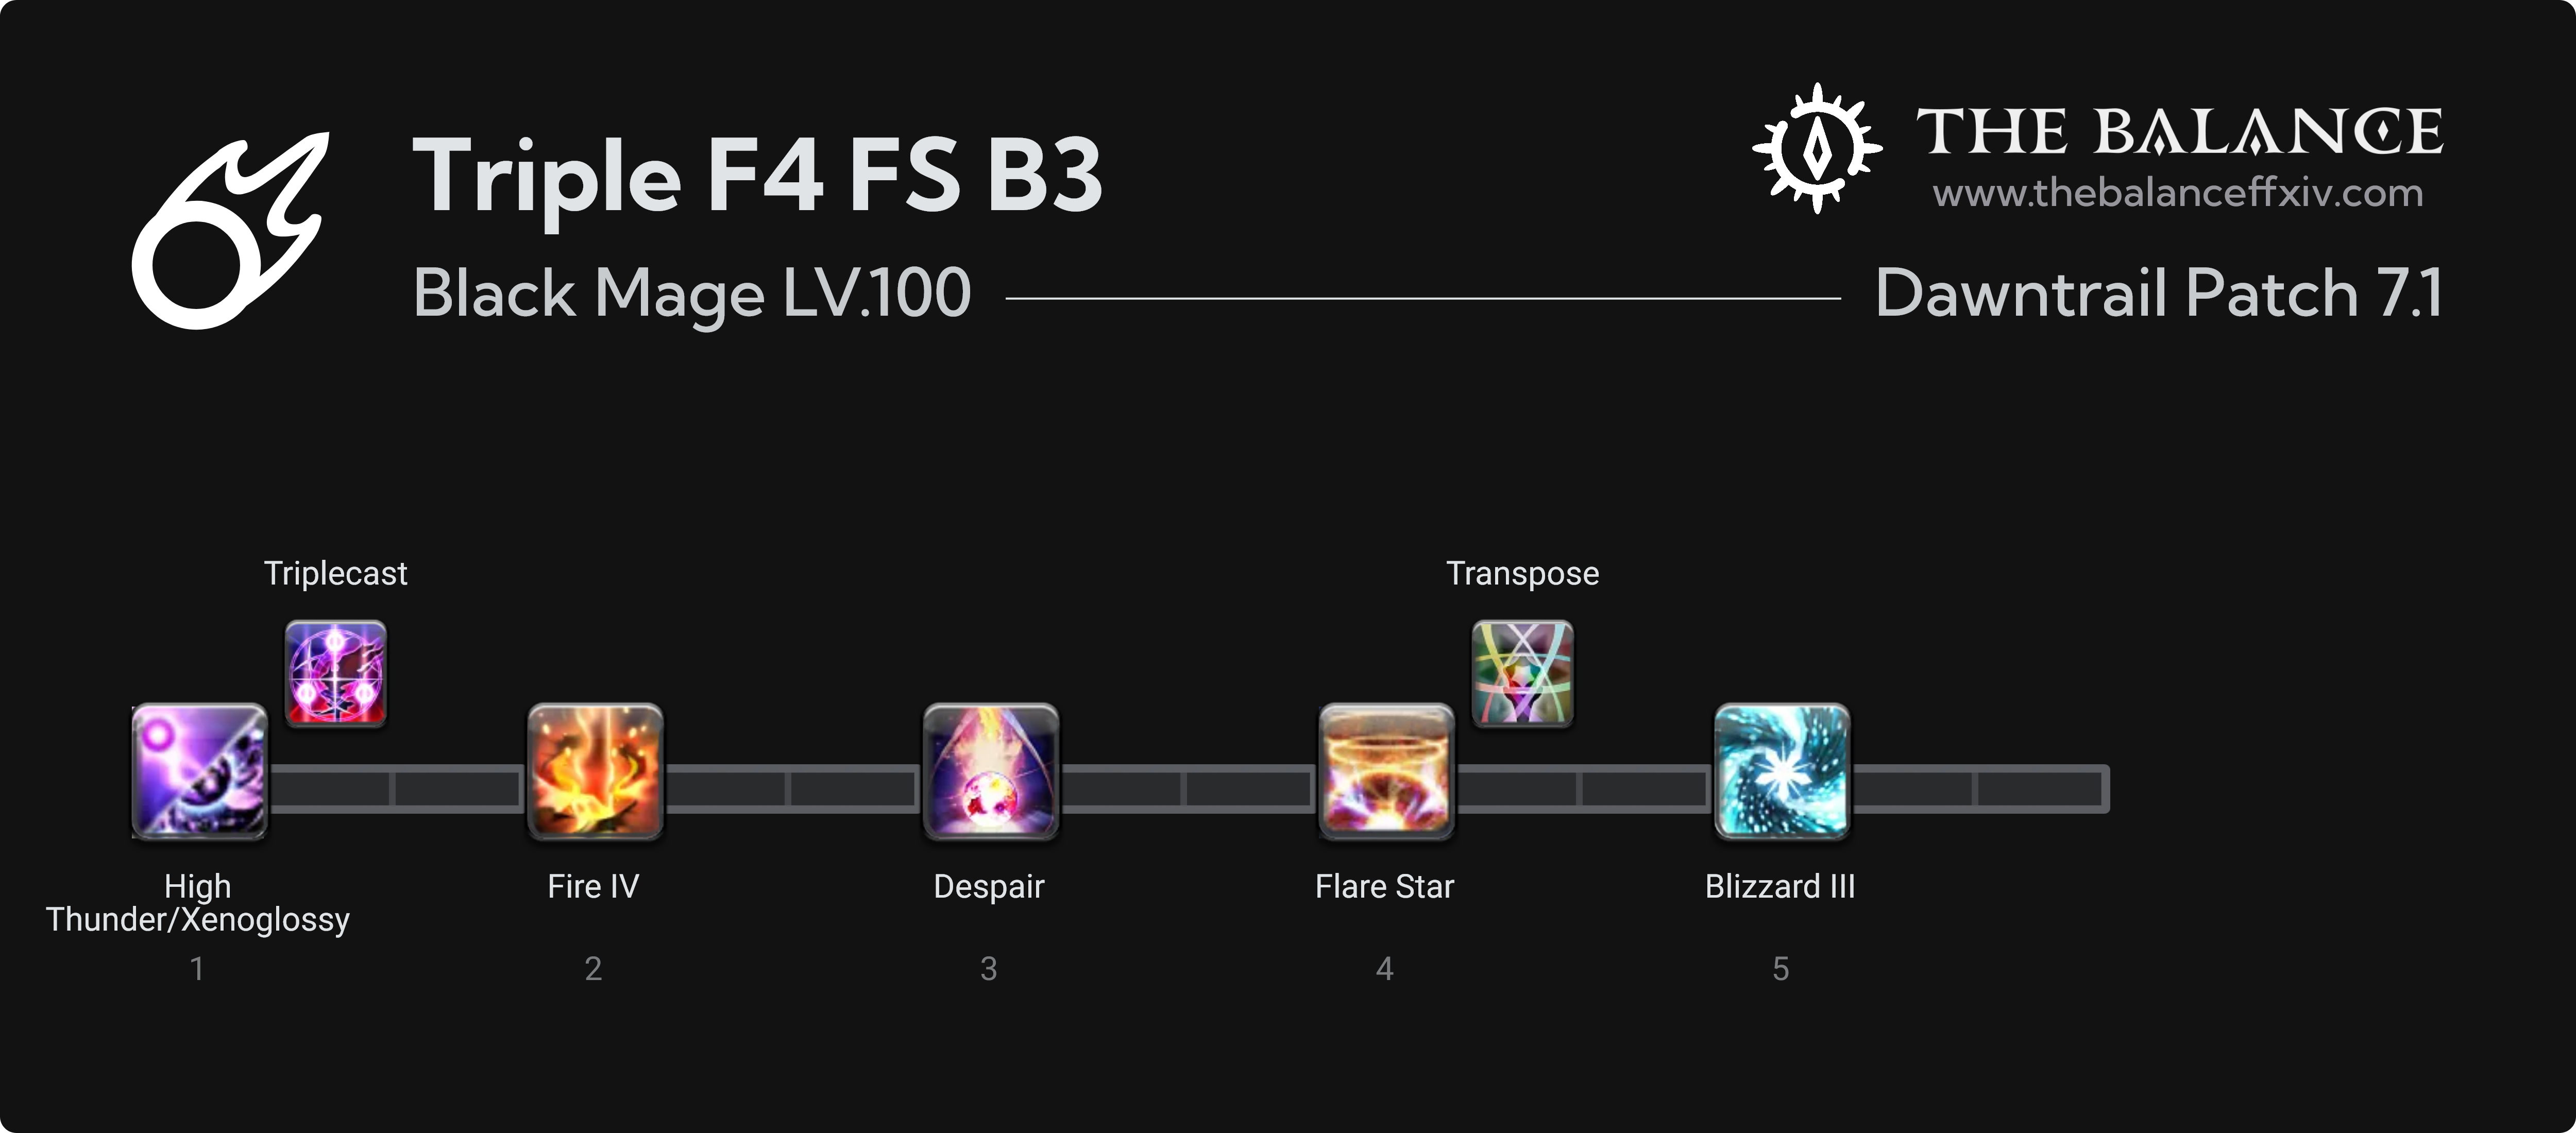 Triple F4 FS B3
THE BALANCE
www.thebalanceffxiv.com
Black Mage LV.100
Dawntrail Patch 7.1
Triplecast
Transpose
High
Thunder/Xenoglossy
Fire IV
Despair
Flare Star
Blizzard III
1
2
3
4
5